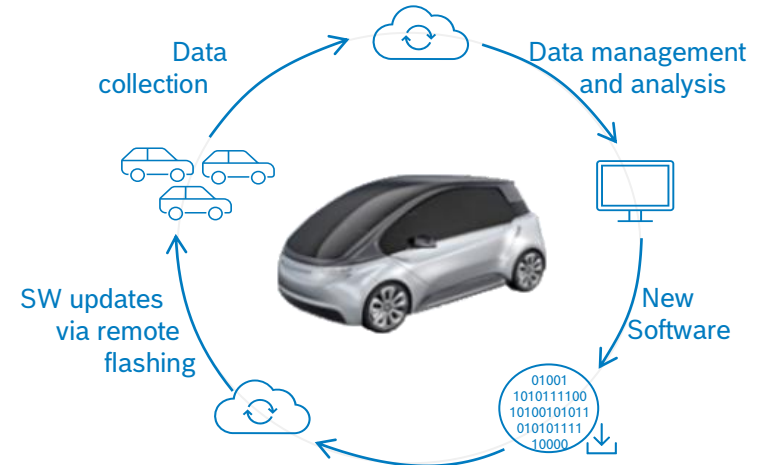 Data
collection
Data management
and analysis
New
Software
01001
1010111100
10100101011
010101111
10000
SW updates
via remote
flashing